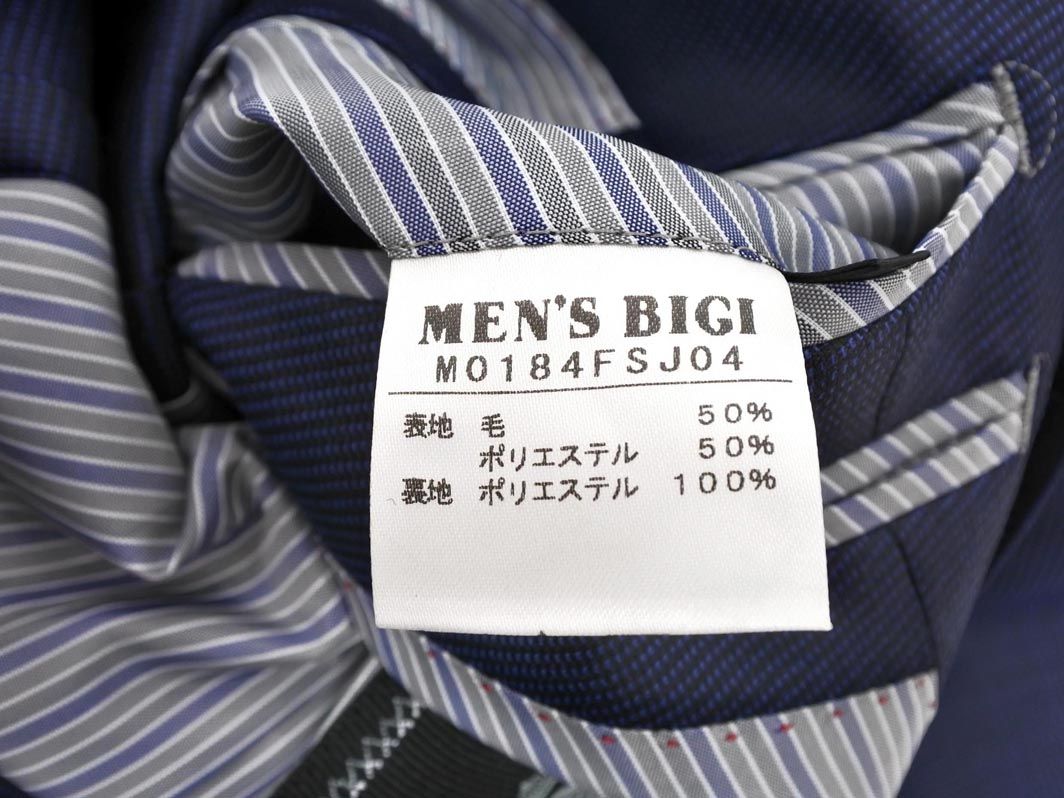 MEN'S BIGI
M0184FSJ04
表地 毛 50%
ポリエステル 50%
裏地 ポリエステル 100%